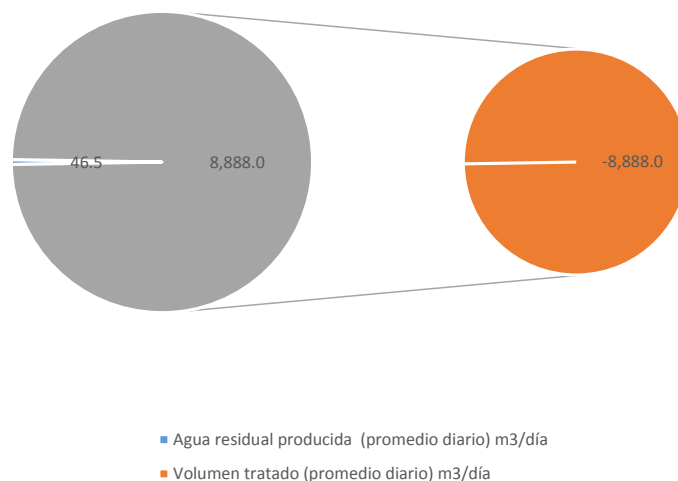 46.5
8,888.0
-8,888.0
Agua residual producida (promedio diario) m3/día
Volumen tratado (promedio diario) m3/día